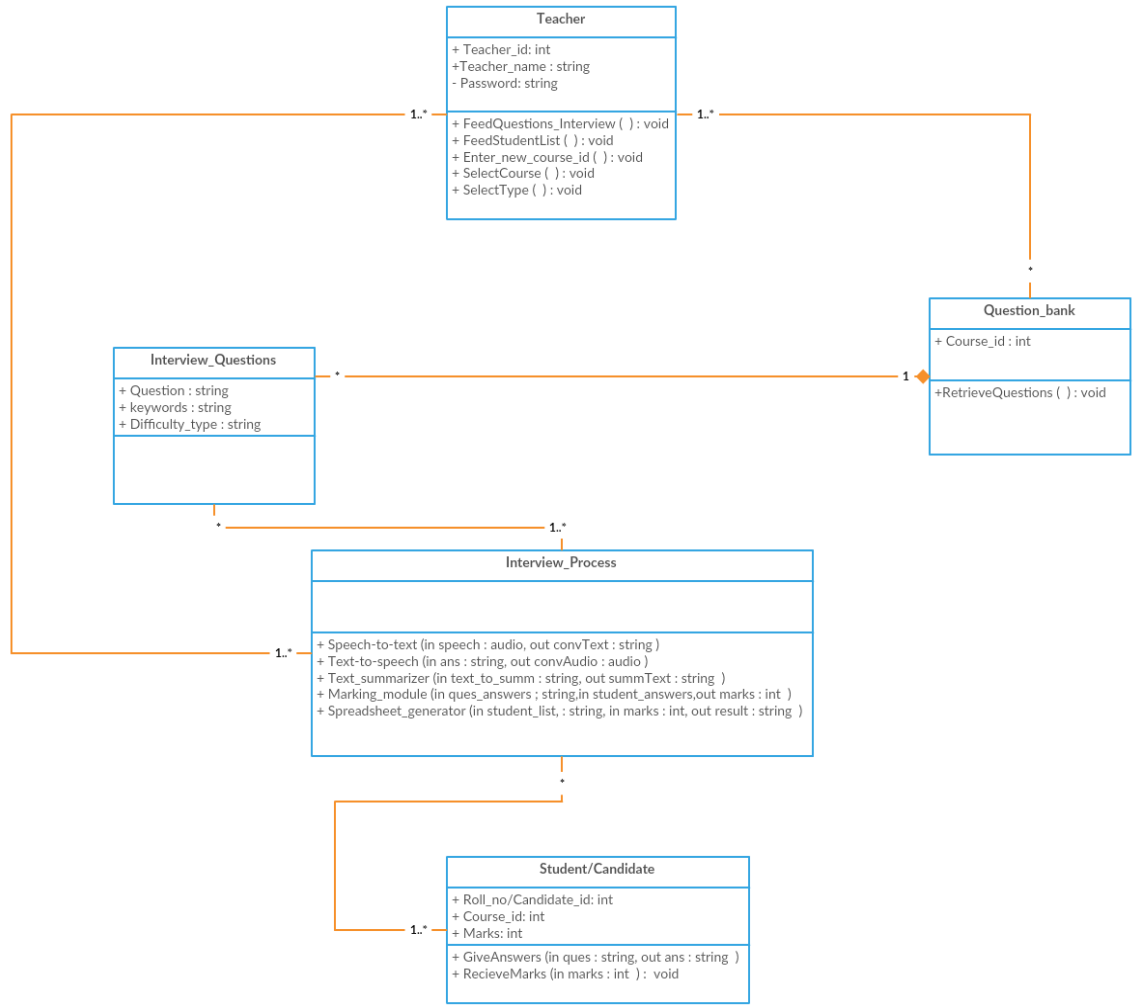 Teacher
+ Teacher_id: int
+Teacher_name : string
- Password: string
1..*
1..*
+ FeedQuestions_Interview ( ) : void
+ FeedStudentList ( ) : void
+ Enter_new_course_id ( ) : void
+ SelectCourse ( ) : void
+ SelectType ( ) : void
*
Question_bank
+ Course_id : int
+RetrieveQuestions ( ) : void
Interview_Questions
+ Question : string
+ keywords : string
+ Difficulty_type : string
*
1
*
1..*
Interview_Process
+ Speech-to-text (in speech : audio, out convText : string )
+ Text-to-speech (in ans : string, out convAudio : audio )
+ Text_summarizer (in text_to_summ : string, out summText : string )
+ Marking_module (in ques_answers ; string,in student_answers,out marks : int )
+ Spreadsheet_generator (in student_list, : string, in marks : int, out result : string )
1..*
*
Student/Candidate
+ Roll_no/Candidate_id: int
+ Course_id: int
+ Marks: int
1..*
+ GiveAnswers (in ques : string, out ans : string )
+ RecieveMarks (in marks : int ) : void